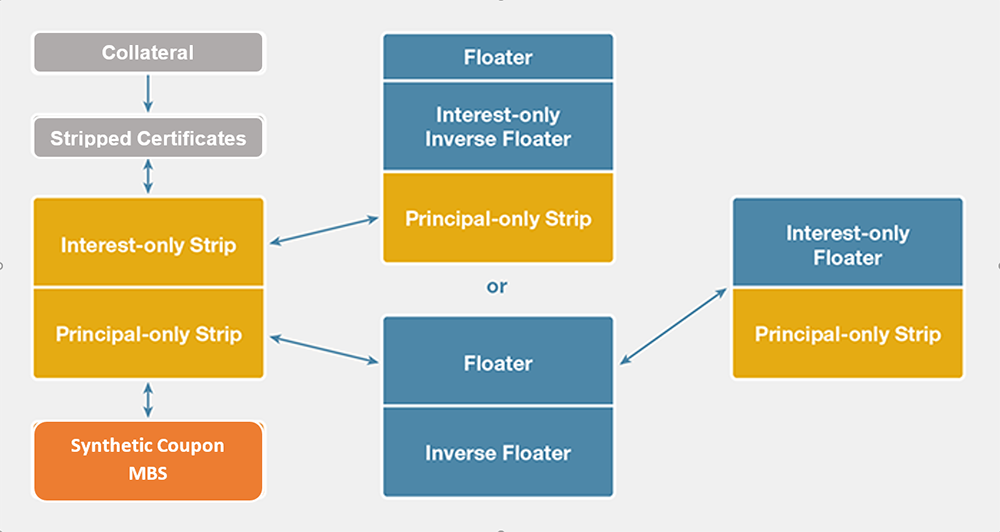 Collateral
Stripped Certificates
Interest-only Strip
Principal-only Strip
Synthetic Coupon
MBS
Floater
Interest-only
Inverse Floater
Principal-only Strip
or
Floater
Inverse Floater
Interest-only
Floater
Principal-only Strip